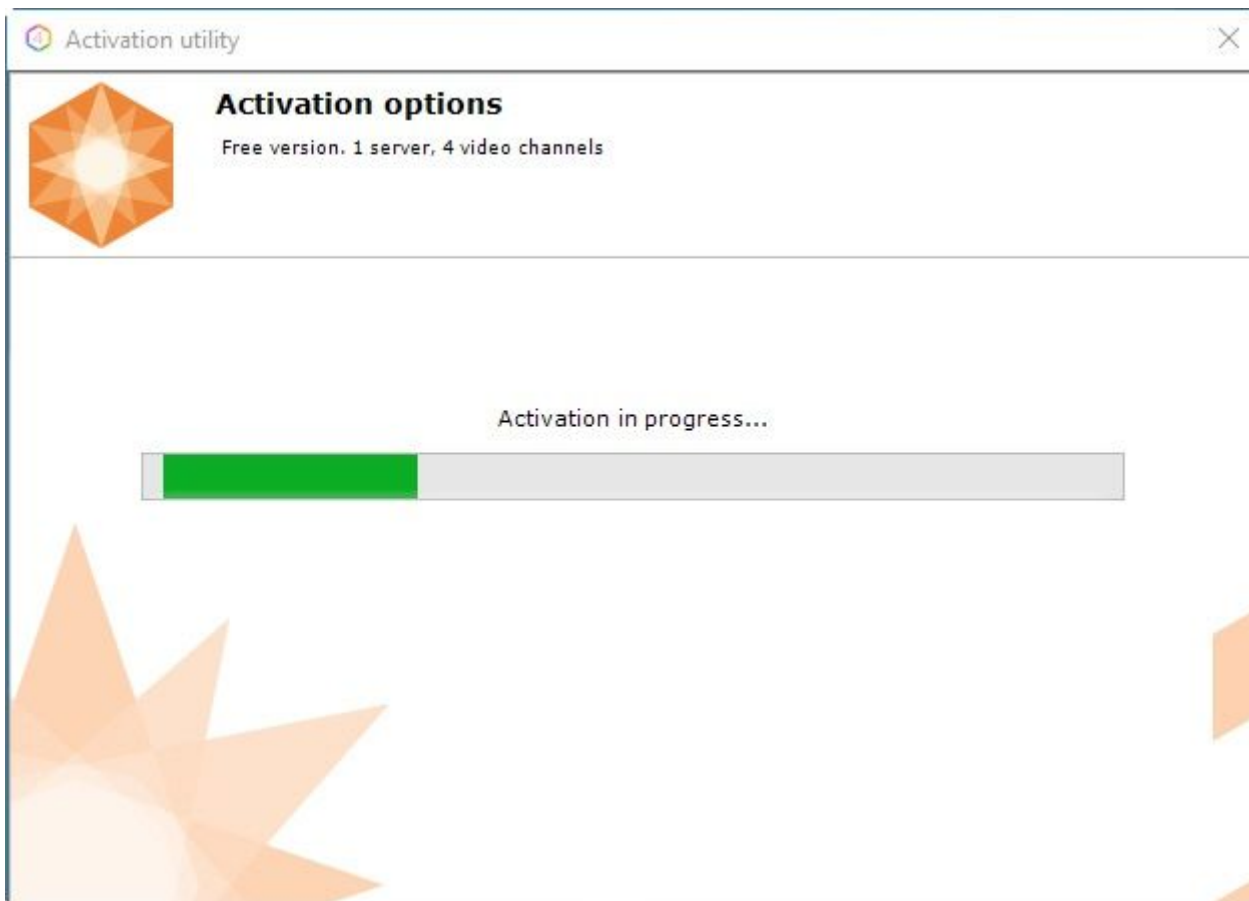 Activation utility
Activation options
Free version. 1 server, 4 video channels
Activation in progress...